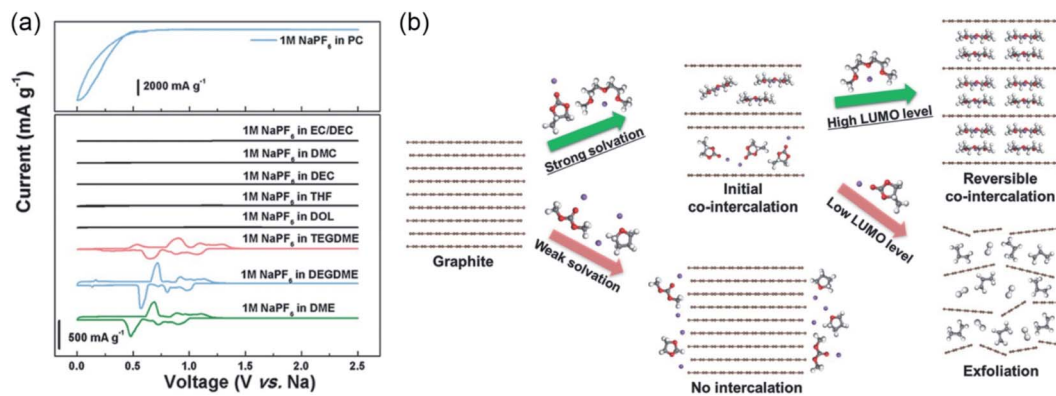 (a)
Current (mA g⁻¹)
1M NaPF₆ in PC
2000 mA g⁻¹
1M NaPF₆ in EC/DEC
1M NaPF₆ in DMC
1M NaPF₆ in DEC
1M NaPF₆ in THF
1M NaPF₆ in DOL
1M NaPF₆ in TEGDME
1M NaPF₆ in DEGDME
1M NaPF₆ in DME
500 mA g⁻¹
0.0 0.5 1.0 1.5 2.0 2.5
Voltage (V vs. Na)
(b)
Graphite
Strong solvation
Weak solvation
Initial
co-intercalation
No intercalation
High LUMO level
Low LUMO level
Reversible
co-intercalation
Exfoliation